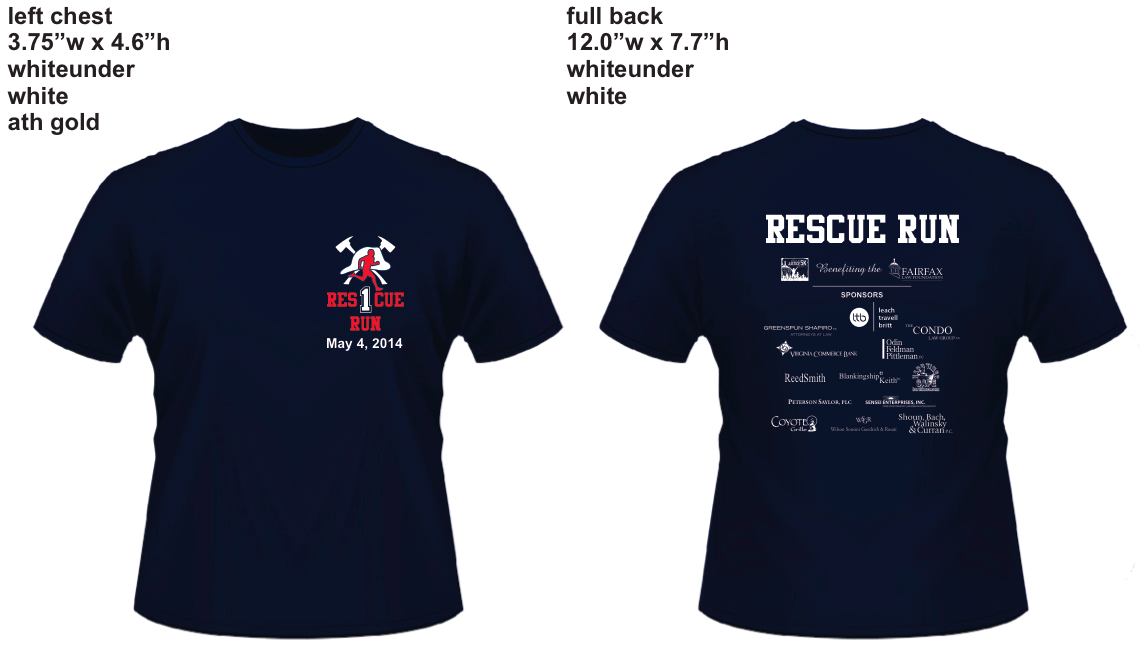 left chest
3.75”w x 4.6”h
whiteunder
white
ath gold
full back
12.0”w x 7.7”h
whiteunder
white
RES1CUE
RUN
May 4, 2014
RESCUE RUN
Benefiting the
FAIRFAX
LAW FOUNDATION
SPONSORS
ltb
leach
travell
britt
GREENSPUN SHAPIRO PC
ATTORNEYS AT LAW
THE CONDO
LAW GROUP PC
VIRGINIA COMMERCE BANK
Odin
Feldman
Pittleman PC
ReedSmith
Blankingship &
Keith PC
PETERSON SAYLOR, PLC
SENSEI ENTERPRISES, INC.
COYOTE
Grille
Wilson Sonsini Goodrich & Rosati
Shoun, Bach,
Walinsky
& Curran P.C.